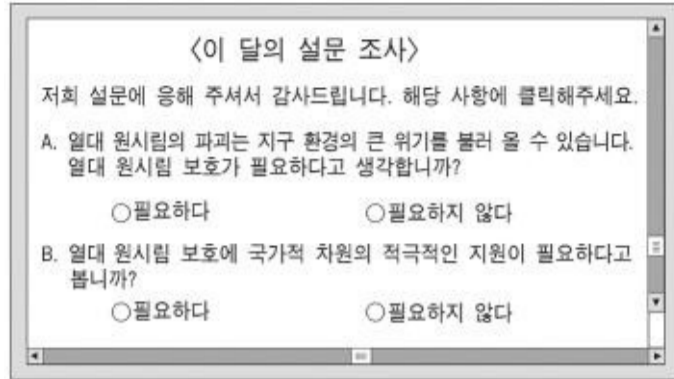 〈이 달의 설문 조사〉
저희 설문에 응해 주셔서 감사드립니다. 해당 사항에 클릭해주세요.
A. 열대 원시림의 파괴는 지구 환경의 큰 위기를 불러 올 수 있습니다.
열대 원시림 보호가 필요하다고 생각합니까?
○필요하다 ○필요하지 않다
B. 열대 원시림 보호에 국가적 차원의 적극적인 지원이 필요하다고
봅니까?
○필요하다 ○필요하지 않다